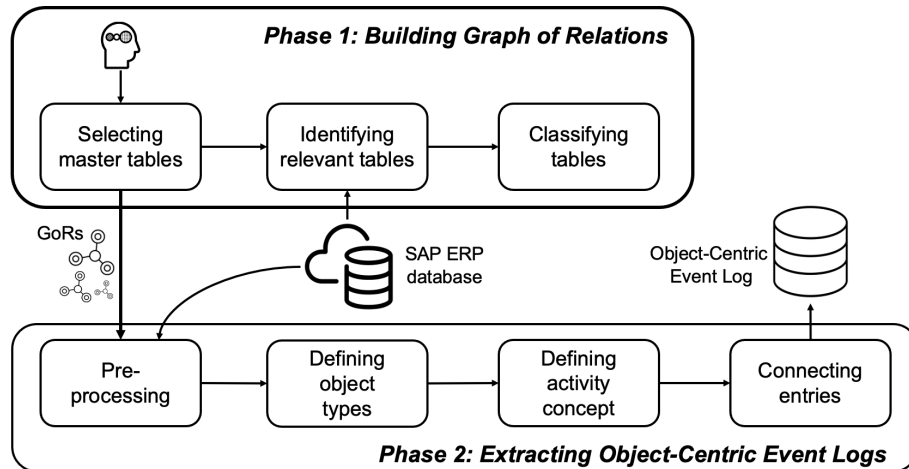 Phase 1: Building Graph of Relations
Selecting
master tables
Identifying
relevant tables
Classifying
tables
GoRs
SAP ERP
database
Object-Centric
Event Log
Pre-
processing
Defining
object
types
Defining
activity
concept
Connecting
entries
Phase 2: Extracting Object-Centric Event Logs